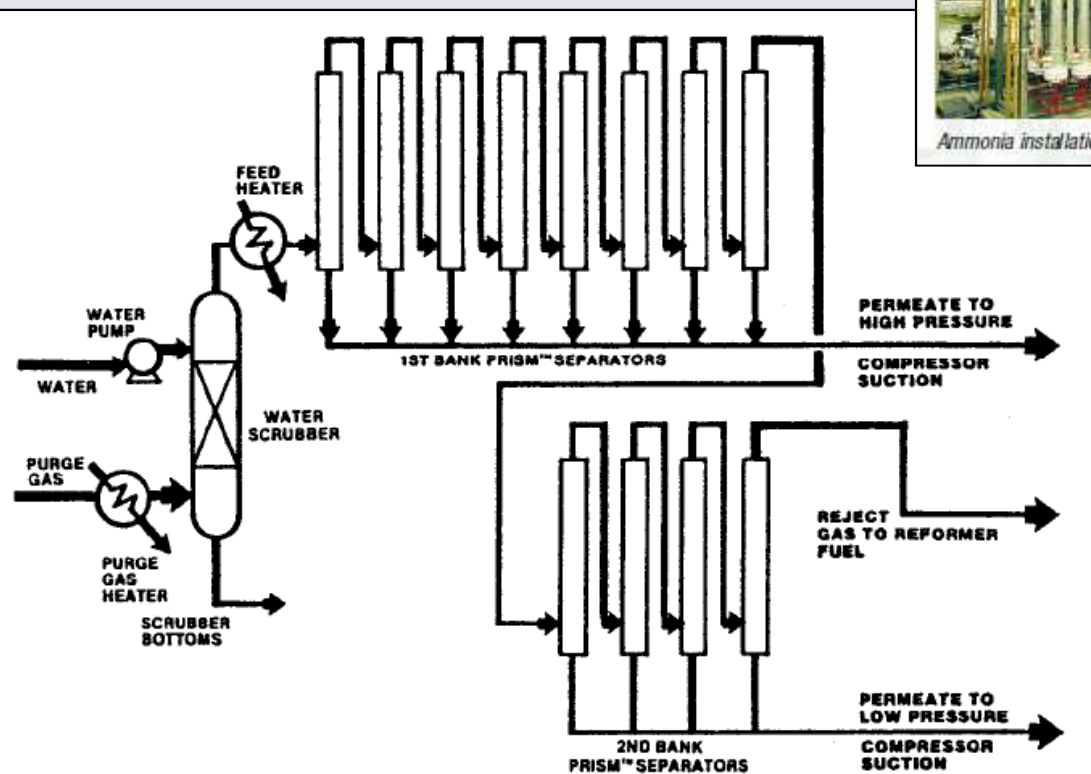 Ammonia installatio
FEED
HEATER
WATER
PUMP
WATER
PERMEATE TO
HIGH PRESSURE
COMPRESSOR
SUCTION
1ST BANK PRISM™ SEPARATORS
WATER
SCRUBBER
PURGE
GAS
PURGE
GAS
HEATER
SCRUBBER
BOTTOMS
REJECT
GAS TO REFORMER
FUEL
PERMEATE TO
LOW PRESSURE
COMPRESSOR
SUCTION
2ND BANK
PRISM™ SEPARATORS